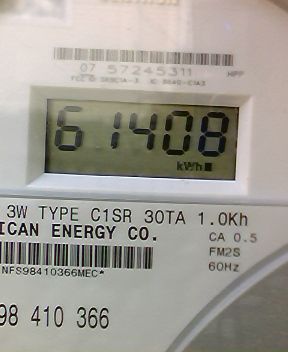 07 57245311 HPF
61408
kWh
3W TYPE C1SR 30TA 1.0Kh
ICAN ENERGY CO.
CA 0.5
FM2S
60Hz
NFS98410366MEC*
98 410 366